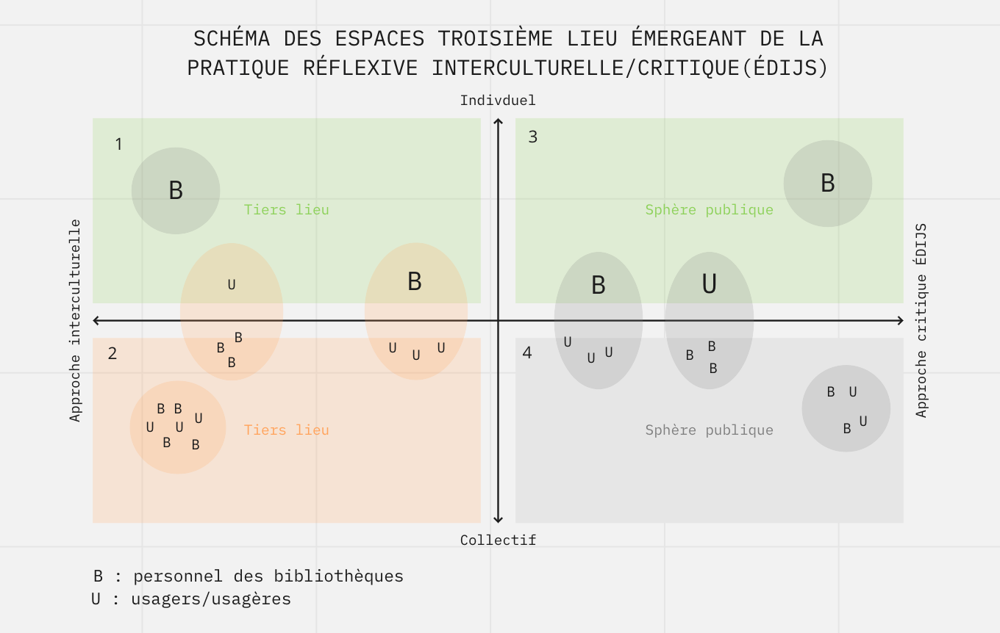 SCHÉMA DES ESPACES TROISIÈME LIEU ÉMERGEANT DE LA
PRATIQUE RÉFLEXIVE INTERCULTURELLE/CRITIQUE(ÉDIJS)
Indivduel
1
B
Tiers lieu
U
B
3
B
Sphère publique
B
U
Approche interculturelle
Approche critique ÉDIJS
2
B
B
B
U U U
B B U
U U
B B
Tiers lieu
4
U
U U
B
B
B
B U
U
B
Sphère publique
Collectif
B : personnel des bibliothèques
U : usagers/usagères